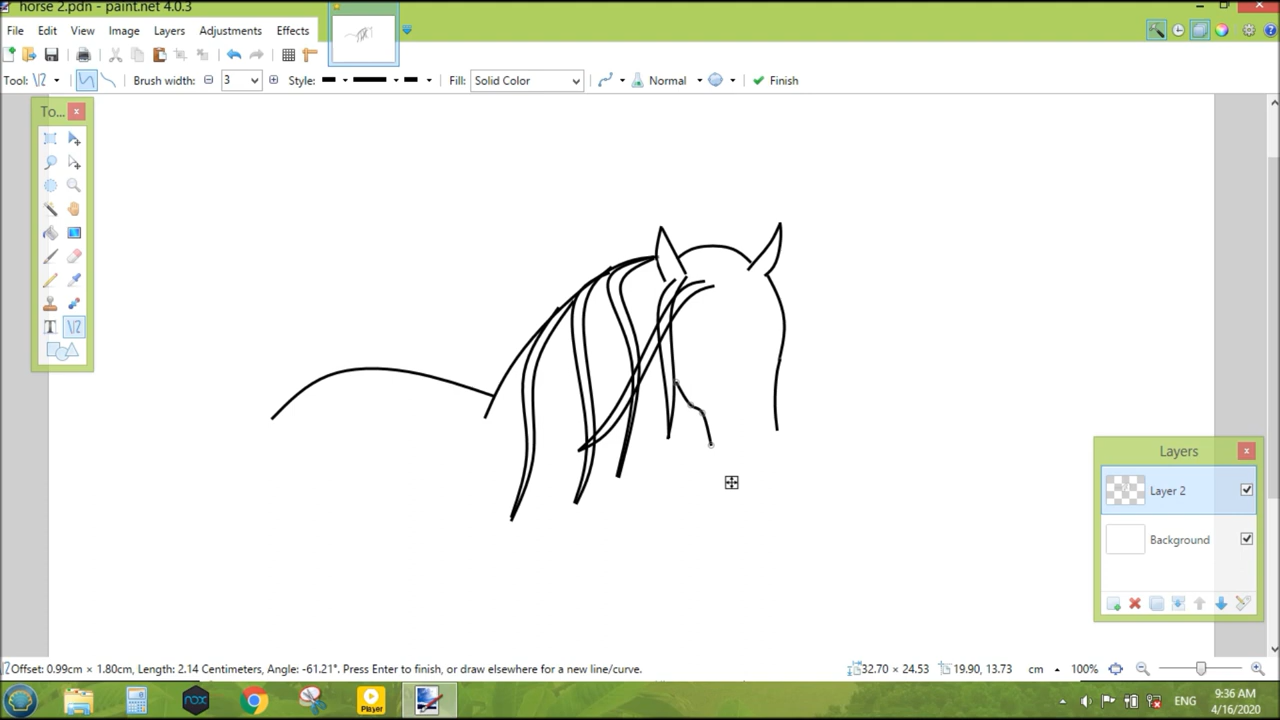 horse 2.pdn - paint.net 4.0.3
File Edit View Image Layers Adjustments Effects
Tool: Brush width: 3 Style: Fill: Solid Color Normal Finish
To...
Layers
Layer 2
Background
Offset: 0.99cm × 1.80cm, Length: 2.14 Centimeters, Angle: -61.21°. Press Enter to finish, or draw elsewhere for a new line/curve. 32.70 × 24.53 19.90, 13.73 cm 100%
nox Player ENG 9:36 AM
4/16/2020